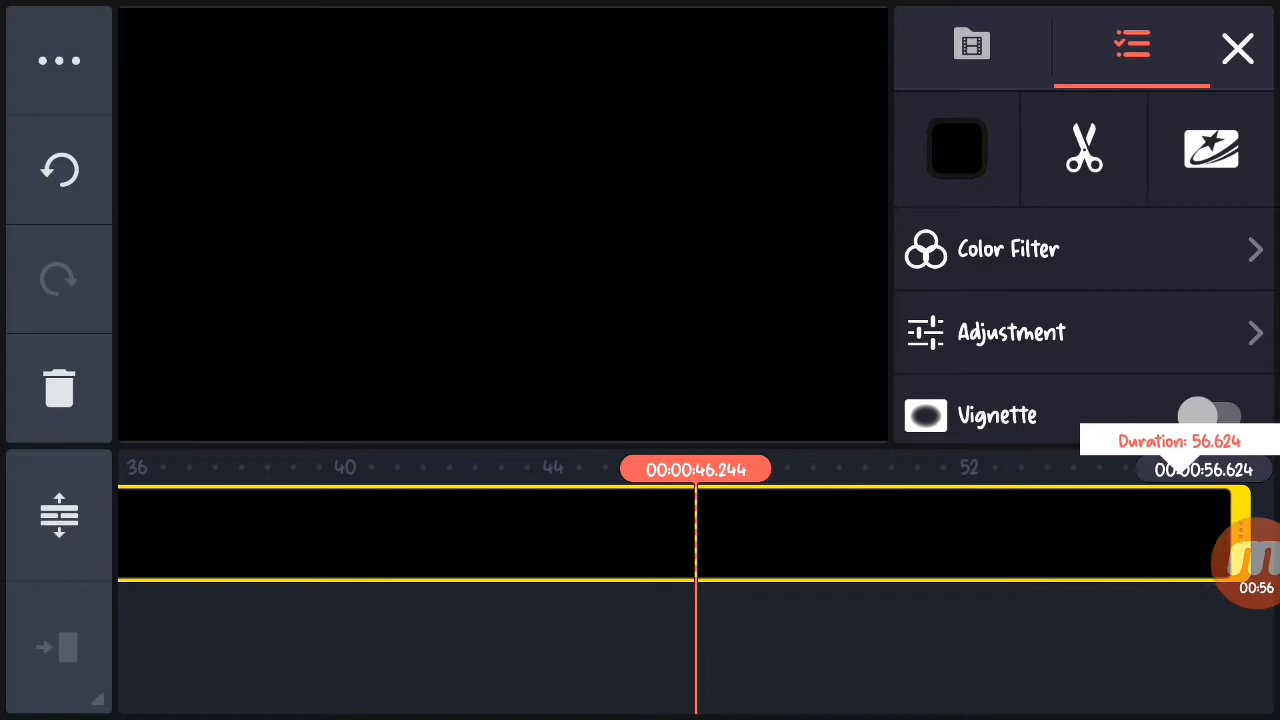 Color Filter
Adjustment
Vignette
Duration: 56.624
36
40
44
00:00:46.244
52
00:00:56.624
m
00:56